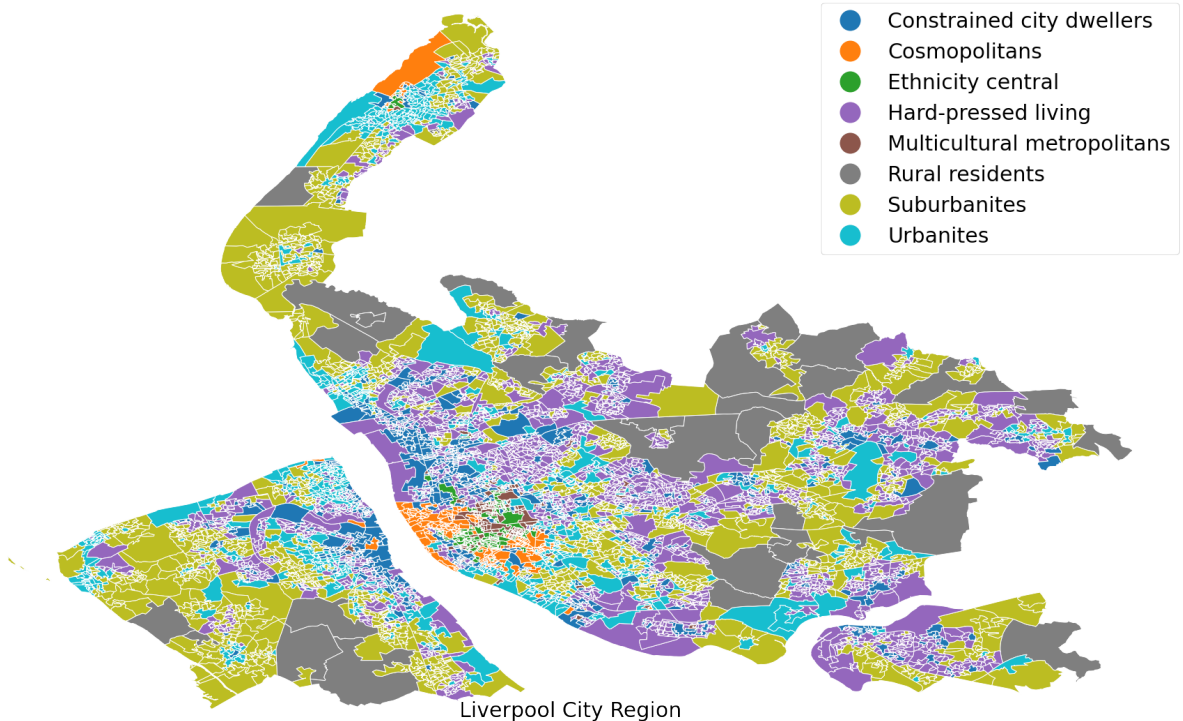 Constrained city dwellers
Cosmopolitans
Ethnicity central
Hard-pressed living
Multicultural metropolitans
Rural residents
Suburbanites
Urbanites
Liverpool City Region